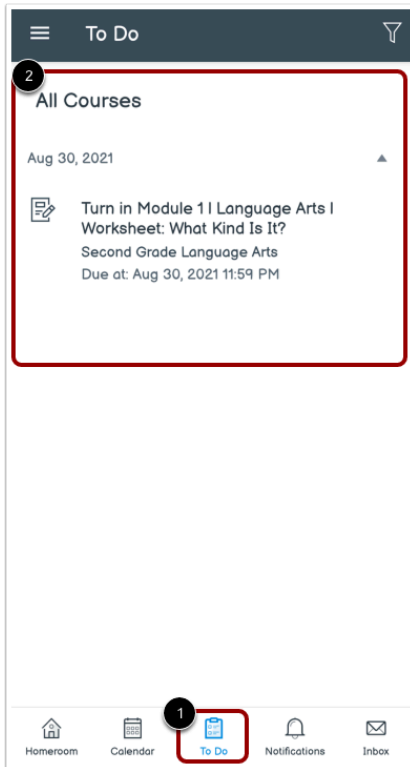 To Do
2
All Courses
Aug 30, 2021
Turn in Module 1 | Language Arts |
Worksheet: What Kind Is It?
Second Grade Language Arts
Due at: Aug 30, 2021 11:59 PM
1
Homeroom Calendar To Do Notifications Inbox